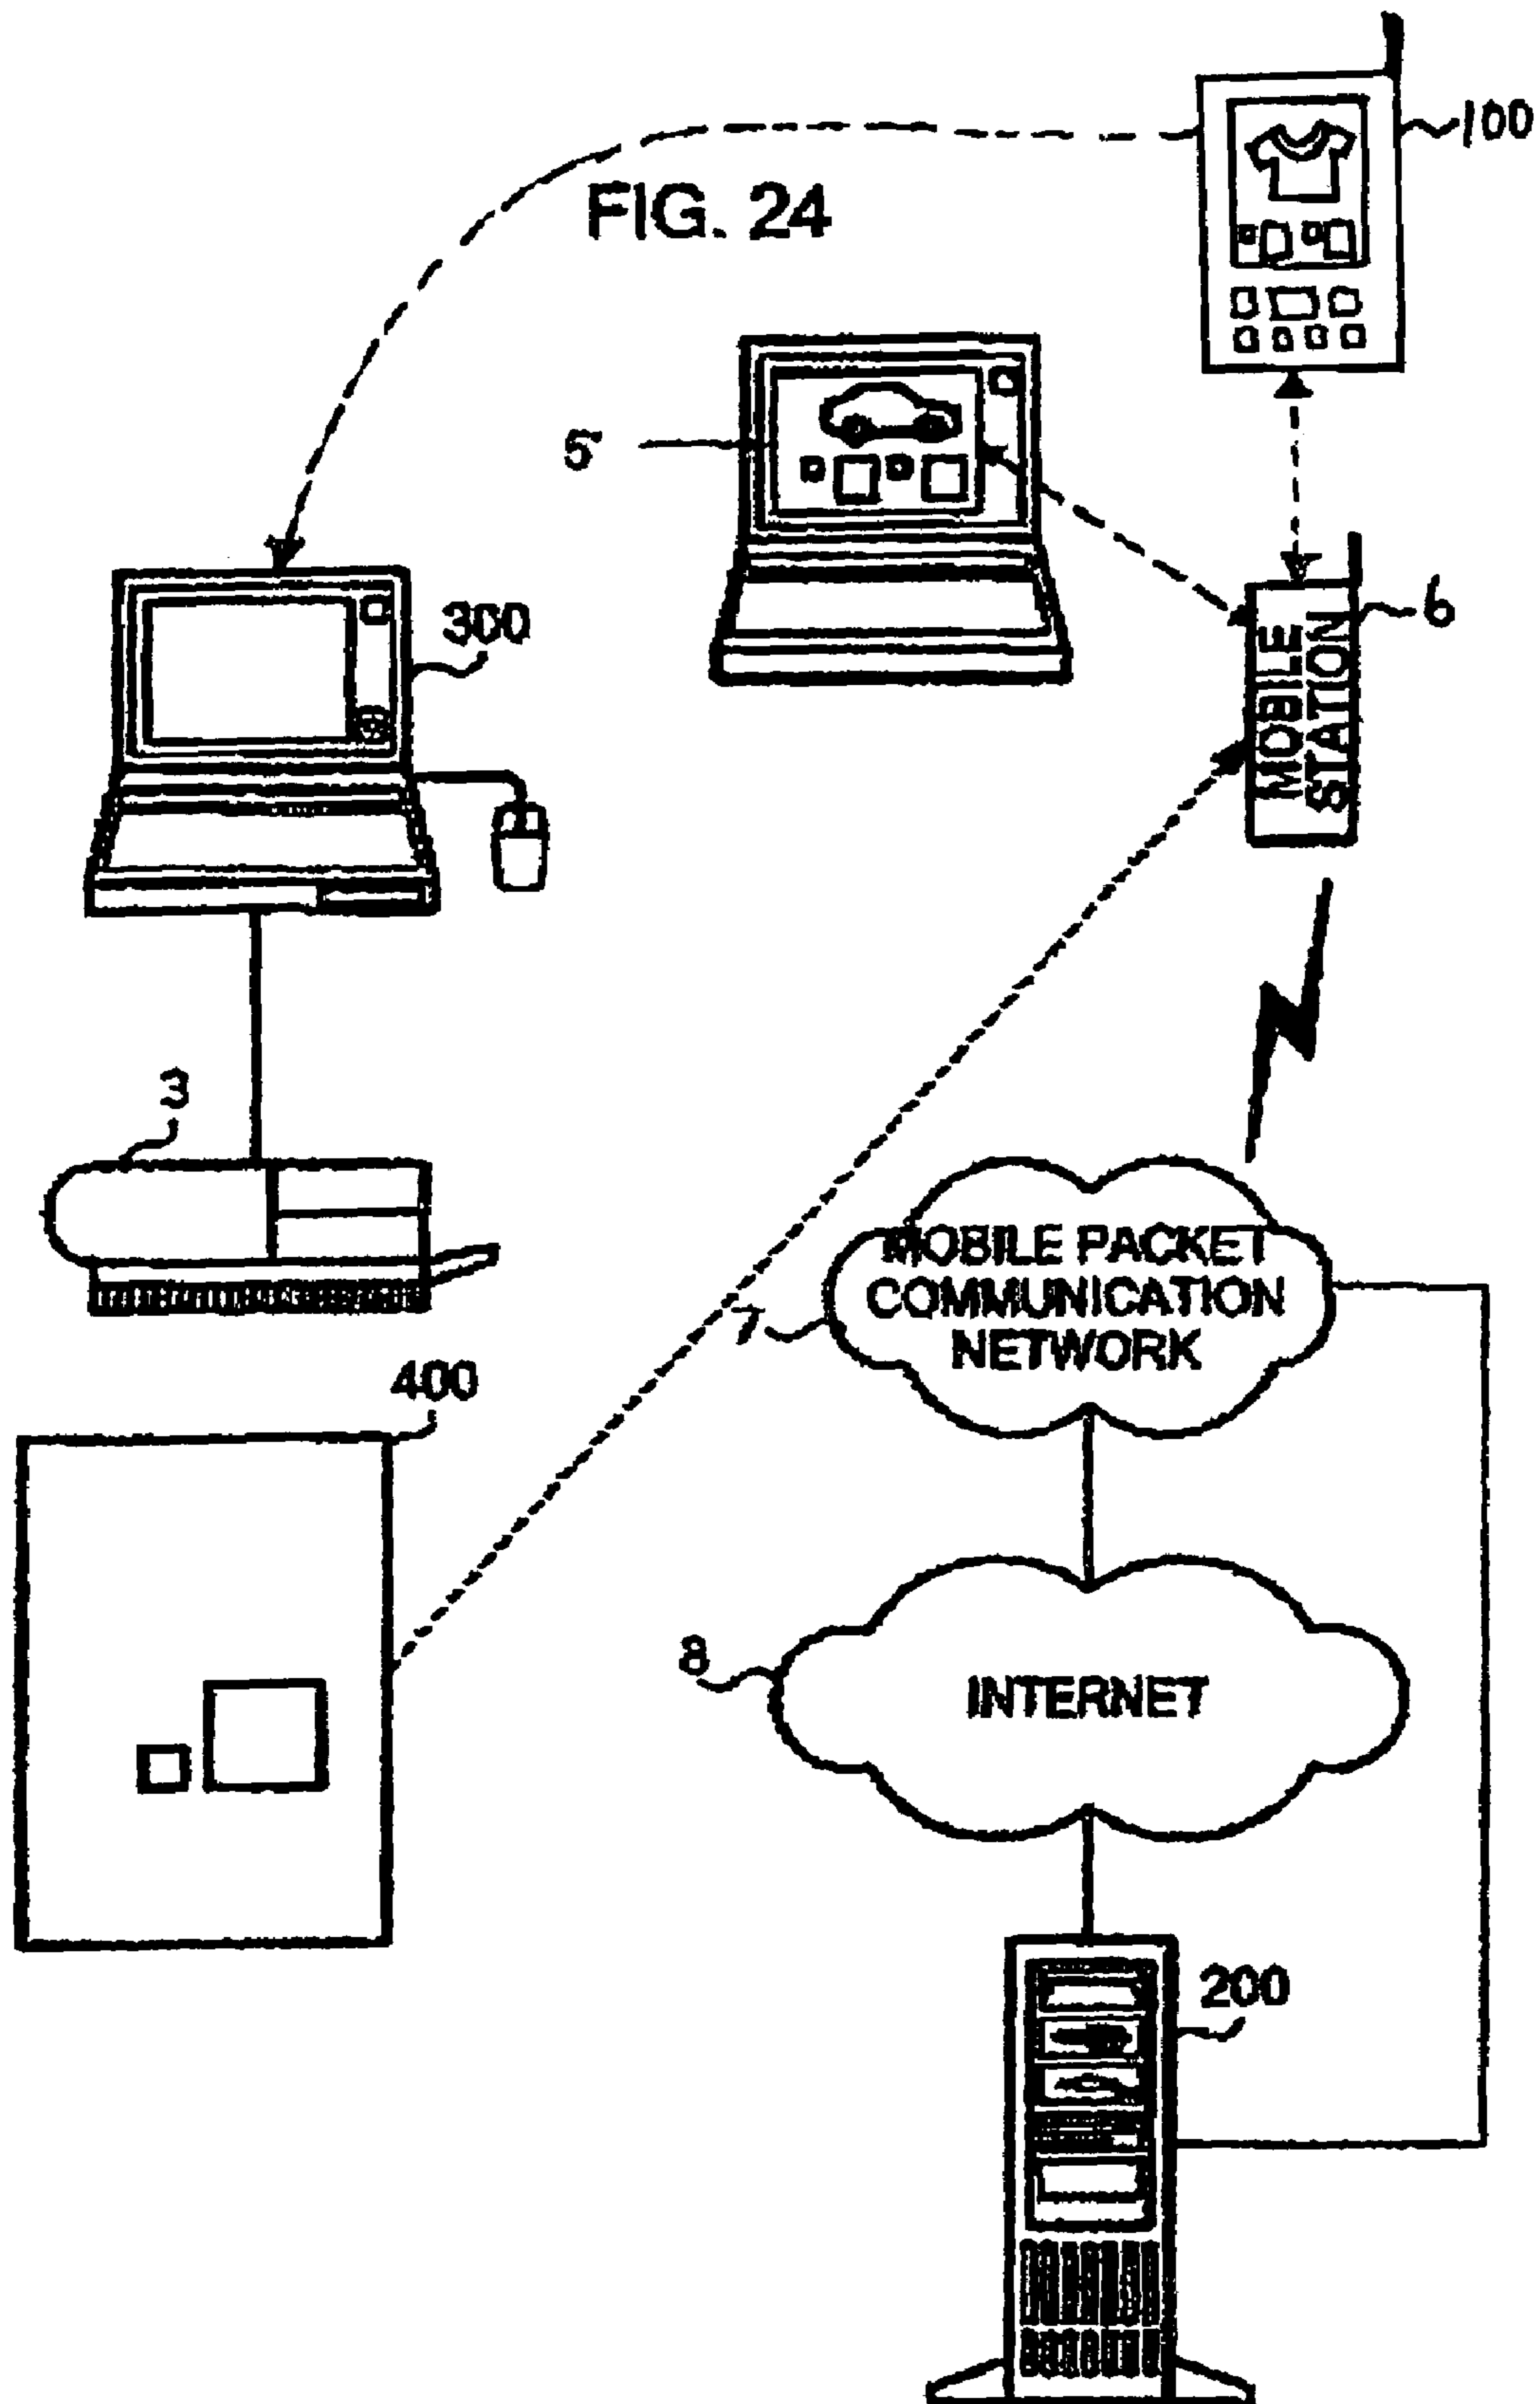 100
FIG. 24
5'
6
300
MOBILE
STATION
3
MOBILE PACKET
COMMUNICATION
NETWORK
7
400
8
INTERNET
200